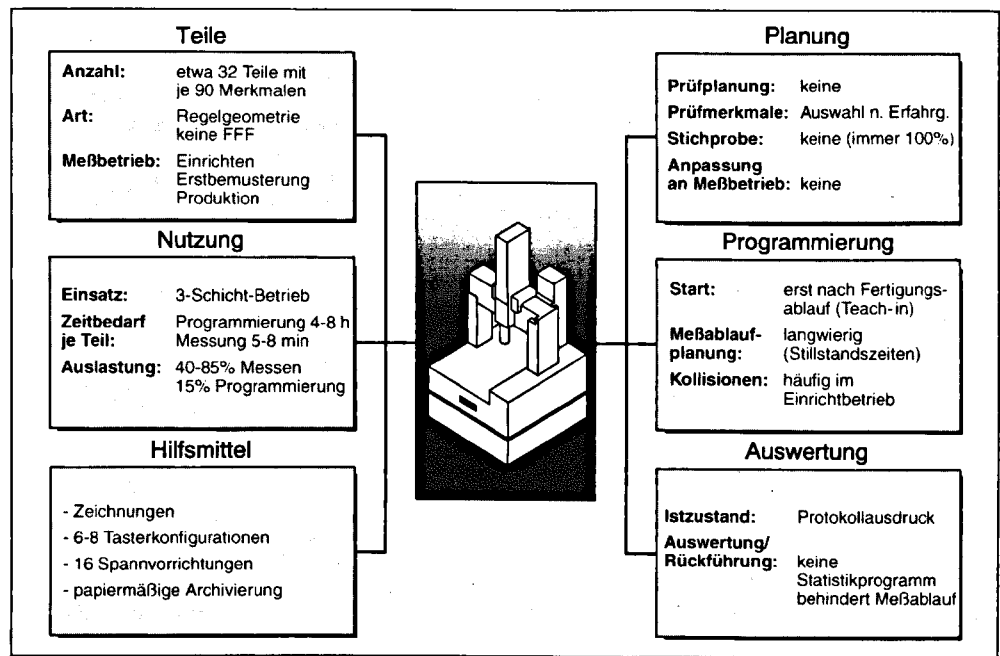 Teile
Anzahl: etwa 32 Teile mit
je 90 Merkmalen
Art: Regelgeometrie
keine FFF
Meßbetrieb: Einrichten
Erstbemusterung
Produktion
Nutzung
Einsatz: 3-Schicht-Betrieb
Zeitbedarf Programmierung 4-8 h
je Teil: Messung 5-8 min
Auslastung: 40-85% Messen
15% Programmierung
Hilfsmittel
- Zeichnungen
- 6-8 Tasterkonfigurationen
- 16 Spannvorrichtungen
- papiermäßige Archivierung
Planung
Prüfplanung: keine
Prüfmerkmale: Auswahl n. Erfahrg.
Stichprobe: keine (immer 100%)
Anpassung
an Meßbetrieb: keine
Programmierung
Start: erst nach Fertigungs-
ablauf (Teach-in)
Meßablauf- langwierig
planung: (Stillstandszeiten)
Kollisionen: häufig im
Einrichtbetrieb
Auswertung
Istzustand: Protokollausdruck
Auswertung/
Rückführung: keine
Statistikprogramm
behindert Meßablauf